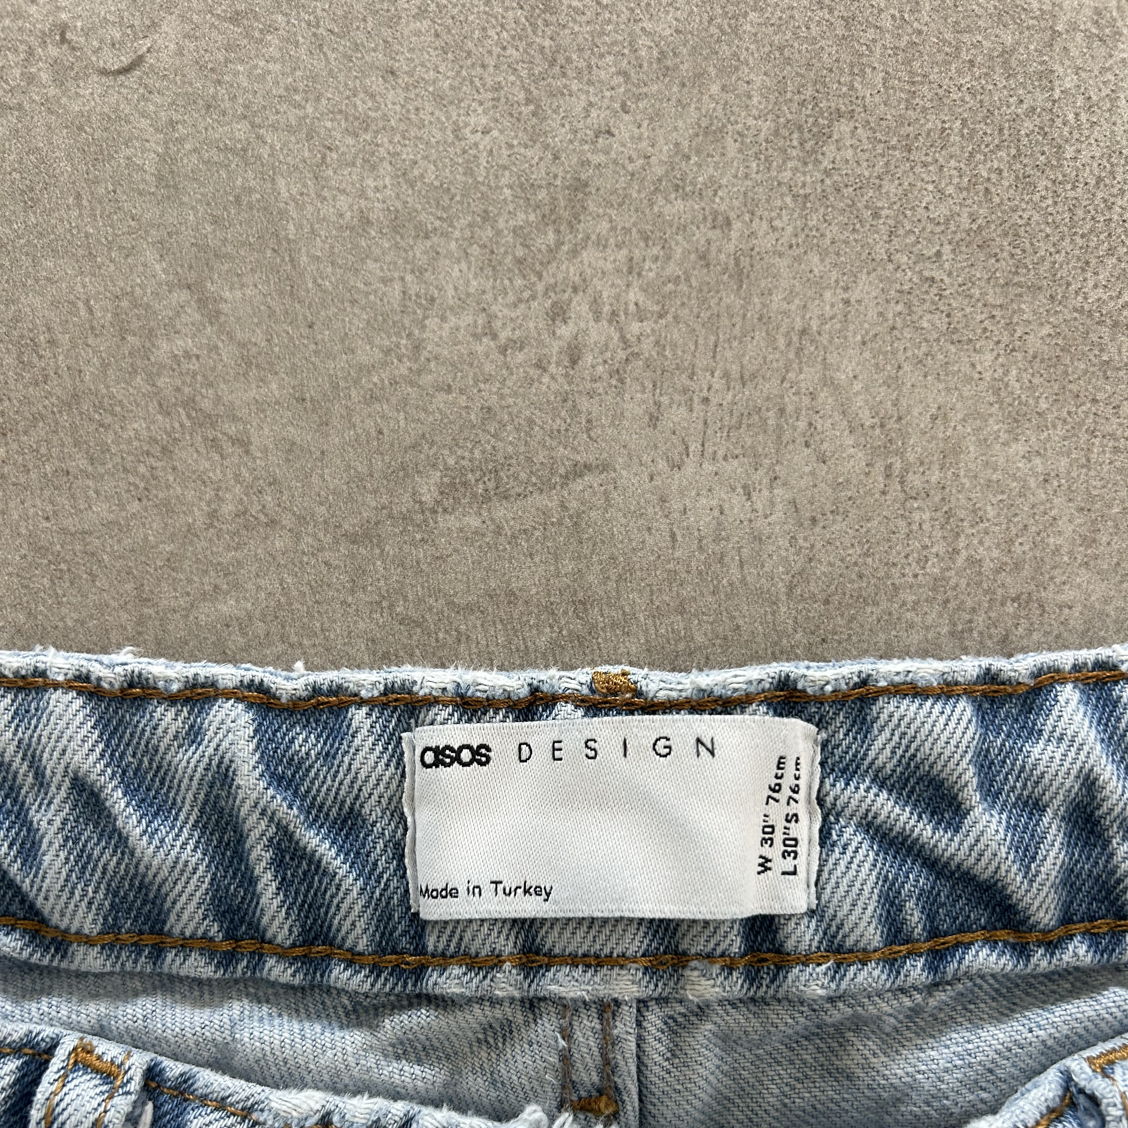 asos DESIGN
W 30" 76cm
L 30"S 76cm
Made in Turkey